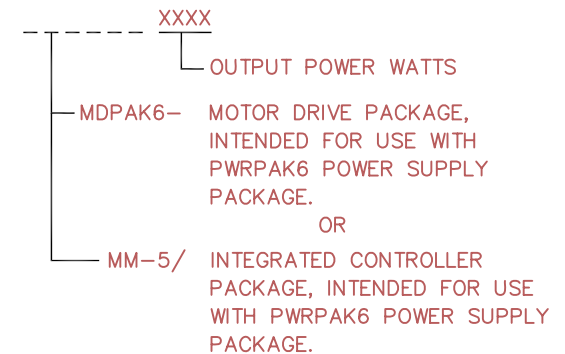 XXXX
OUTPUT POWER WATTS
MDPAK6- MOTOR DRIVE PACKAGE,
INTENDED FOR USE WITH
PWRPAK6 POWER SUPPLY
PACKAGE.
OR
MM-5/ INTEGRATED CONTROLLER
PACKAGE, INTENDED FOR USE
WITH PWRPAK6 POWER SUPPLY
PACKAGE.